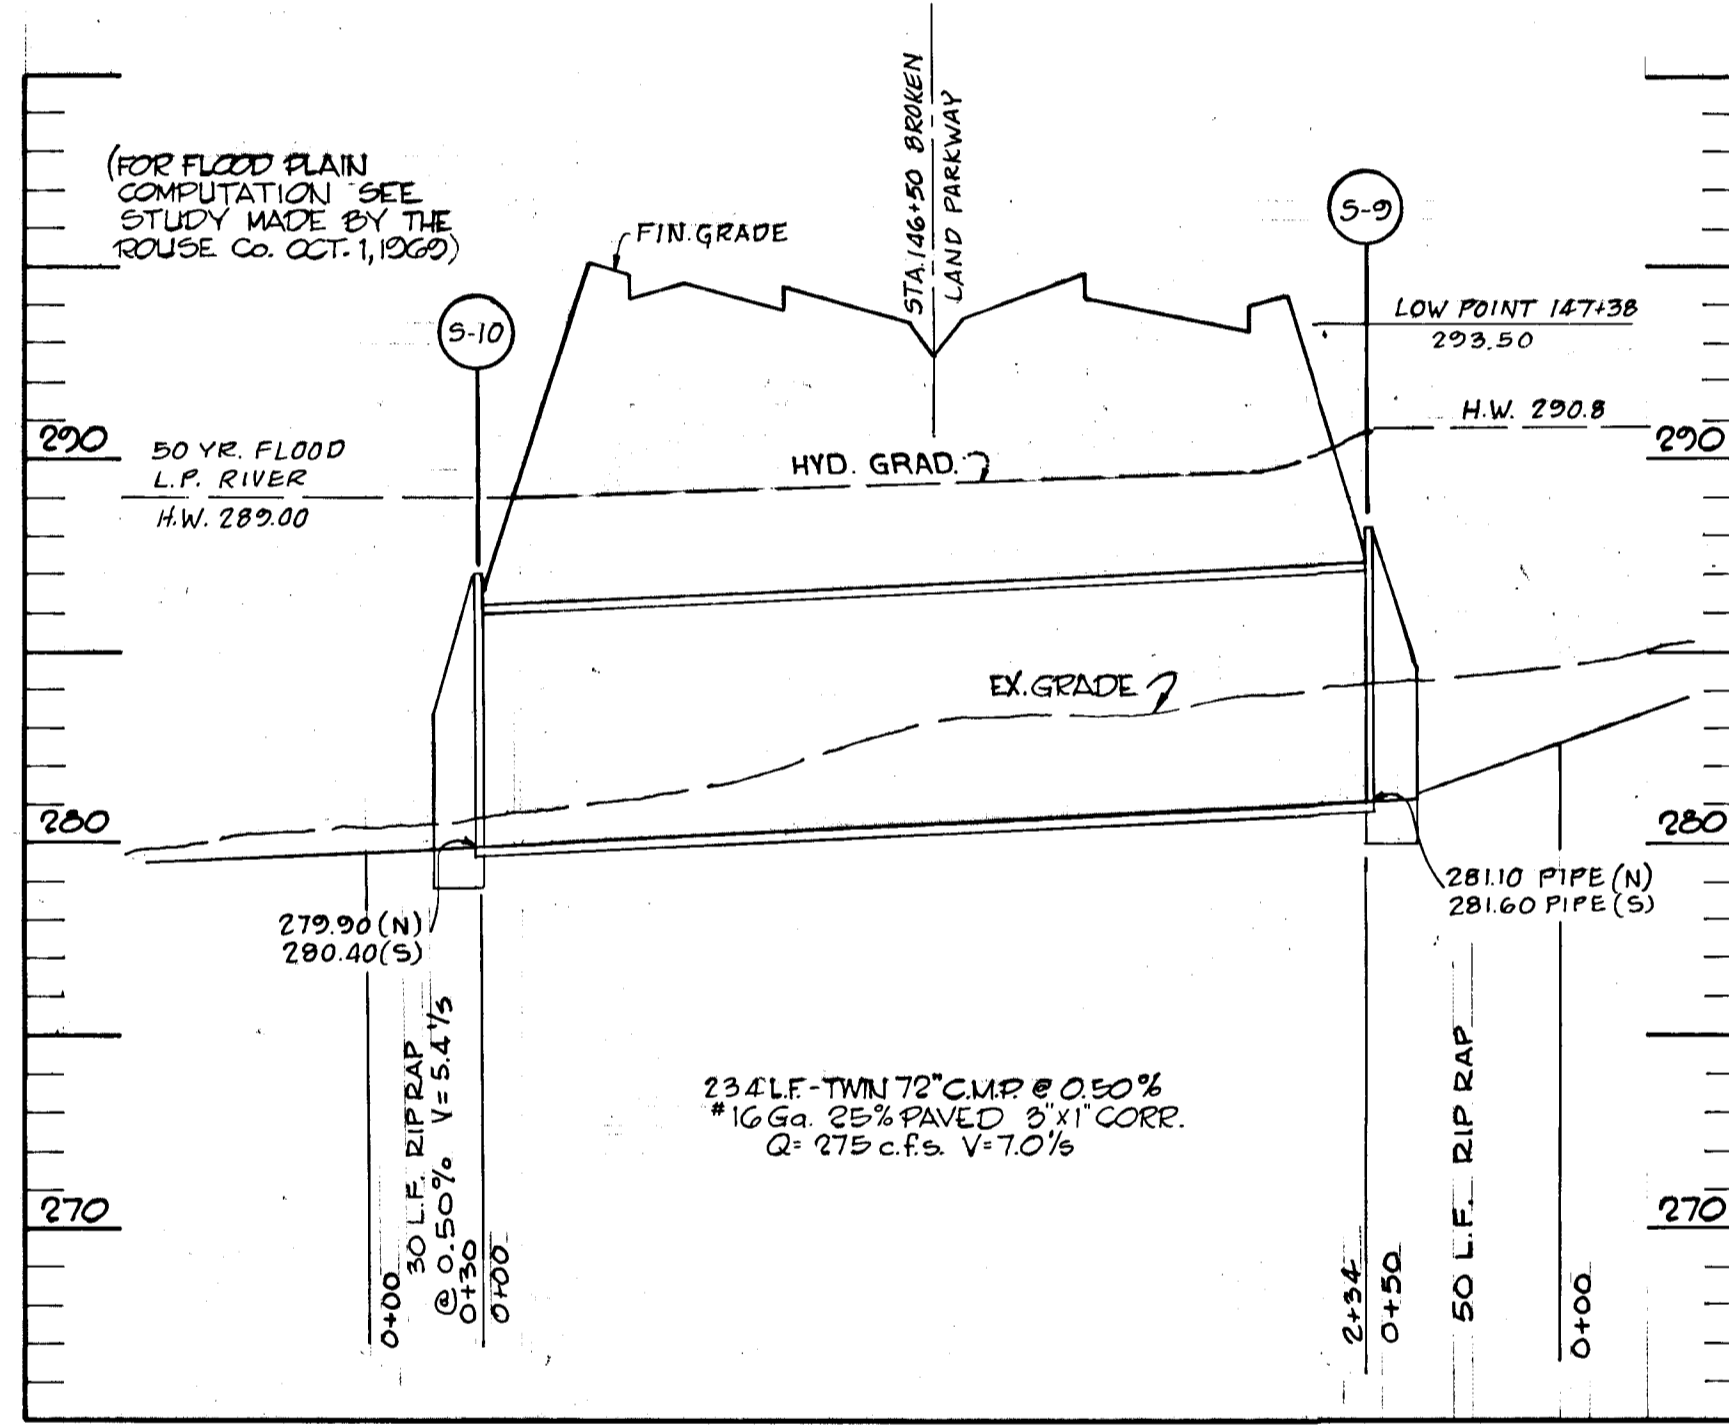 (FOR FLOOD PLAIN
COMPUTATION SEE
STUDY MADE BY THE
ROUSE Co. OCT. 1, 1969)
FIN. GRADE
STA. 146+50 BROKEN
LAND PARKWAY
S-9
S-10
LOW POINT 147+38
293.50
H.W. 290.8
290
290
50 YR. FLOOD
L.P. RIVER
H.W. 289.00
HYD. GRAD.
EX. GRADE
280
280
279.90 (N)
280.40 (S)
281.10 PIPE (N)
281.60 PIPE (S)
234 L.F. - TWIN 72" C.M.P. @ 0.50%
#16 Ga. 25% PAVED 3"x1" CORR.
Q= 275 c.f.s. V=7.0'/s
270
270
0+00
30 L.F. RIP RAP
@ 0.50% V=5.4'/s
0+30
0+00
2+34
0+50
50 L.F. RIP RAP
0+00